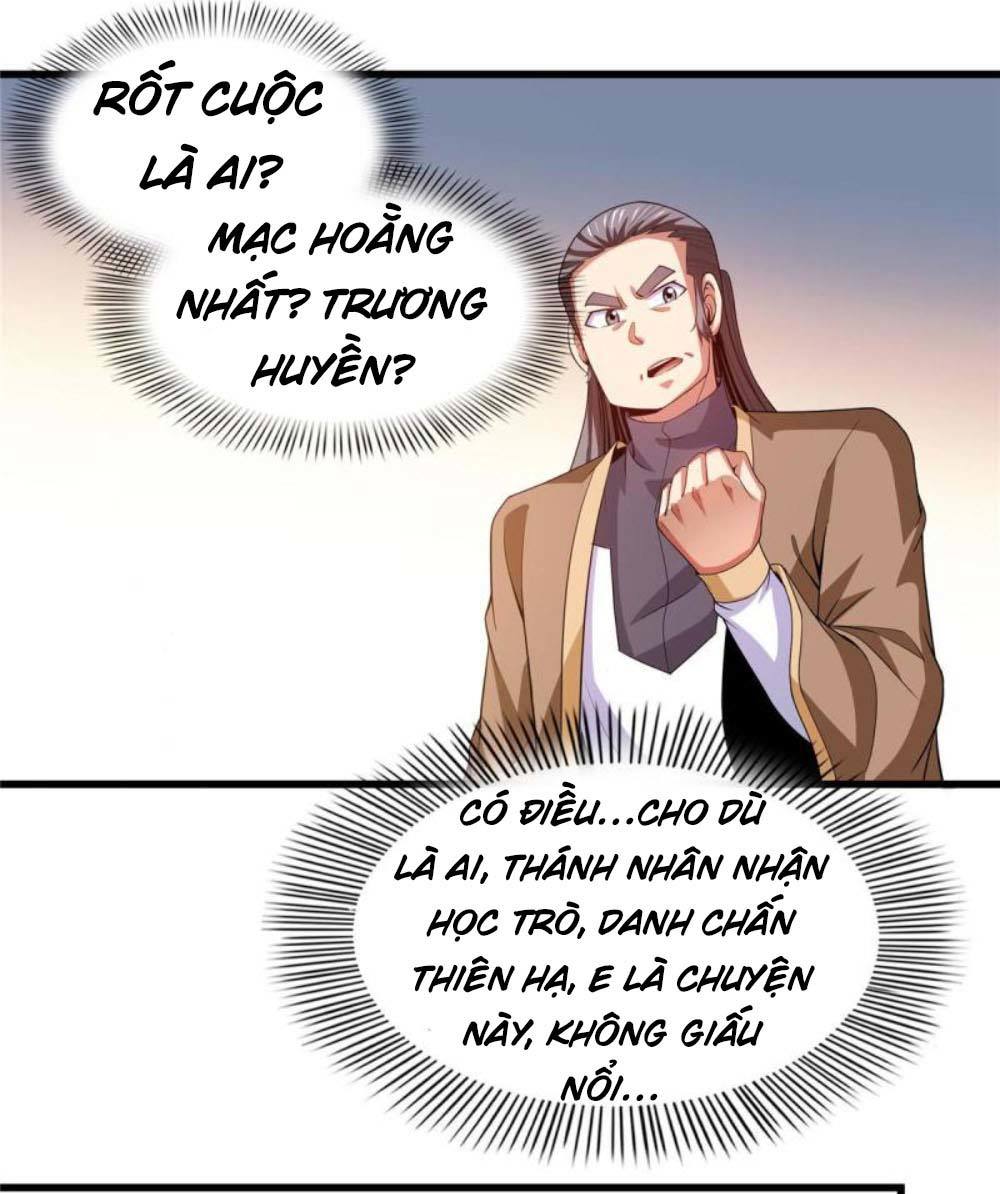 RỐT CUỘC
LÀ AI?
MẠC HOẰNG
NHẤT? TRƯƠNG
HUYỀN?
CÓ ĐIỀU...CHO DÙ
LÀ AI, THÁNH NHÂN NHẬN
HỌC TRÒ, DANH CHẤN
THIÊN HẠ, E LÀ CHUYỆN
NÀY, KHÔNG GIẤU
NỔI...